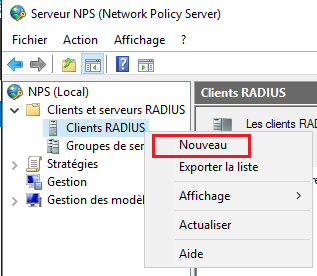 Serveur NPS (Network Policy Server)
Fichier Action Affichage ?
NPS (Local)
Clients et serveurs RADIUS
Clients RADIUS
Groupes de ser
Stratégies
Gestion
Gestion des modèl
Clients RADIUS
Les clients RAD
Nouveau
Exporter la liste
Affichage
Actualiser
Aide